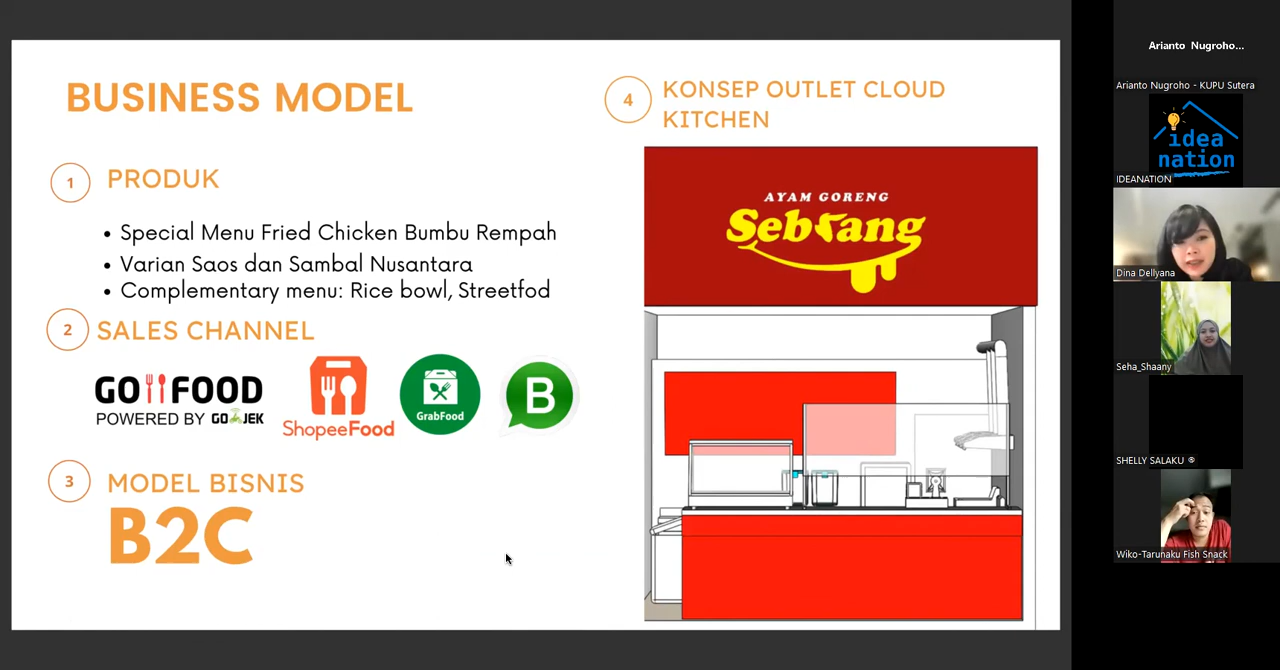 BUSINESS MODEL
1
PRODUK
• Special Menu Fried Chicken Bumbu Rempah
• Varian Saos dan Sambal Nusantara
• Complementary menu: Rice bowl, Streetfod
2
SALES CHANNEL
GO FOOD
POWERED BY GOJEK
ShopeeFood
GrabFood
B
3
MODEL BISNIS
B2C
4
KONSEP OUTLET CLOUD
KITCHEN
AYAM GORENG
Sebrang
Arianto Nugroho...
Arianto Nugroho - KUPU Sutera
idea
nation
IDEANATION
Dina Dellyana
Seha_Shaany
SHELLY SALAKU
Wiko-Tarunaku Fish Snack